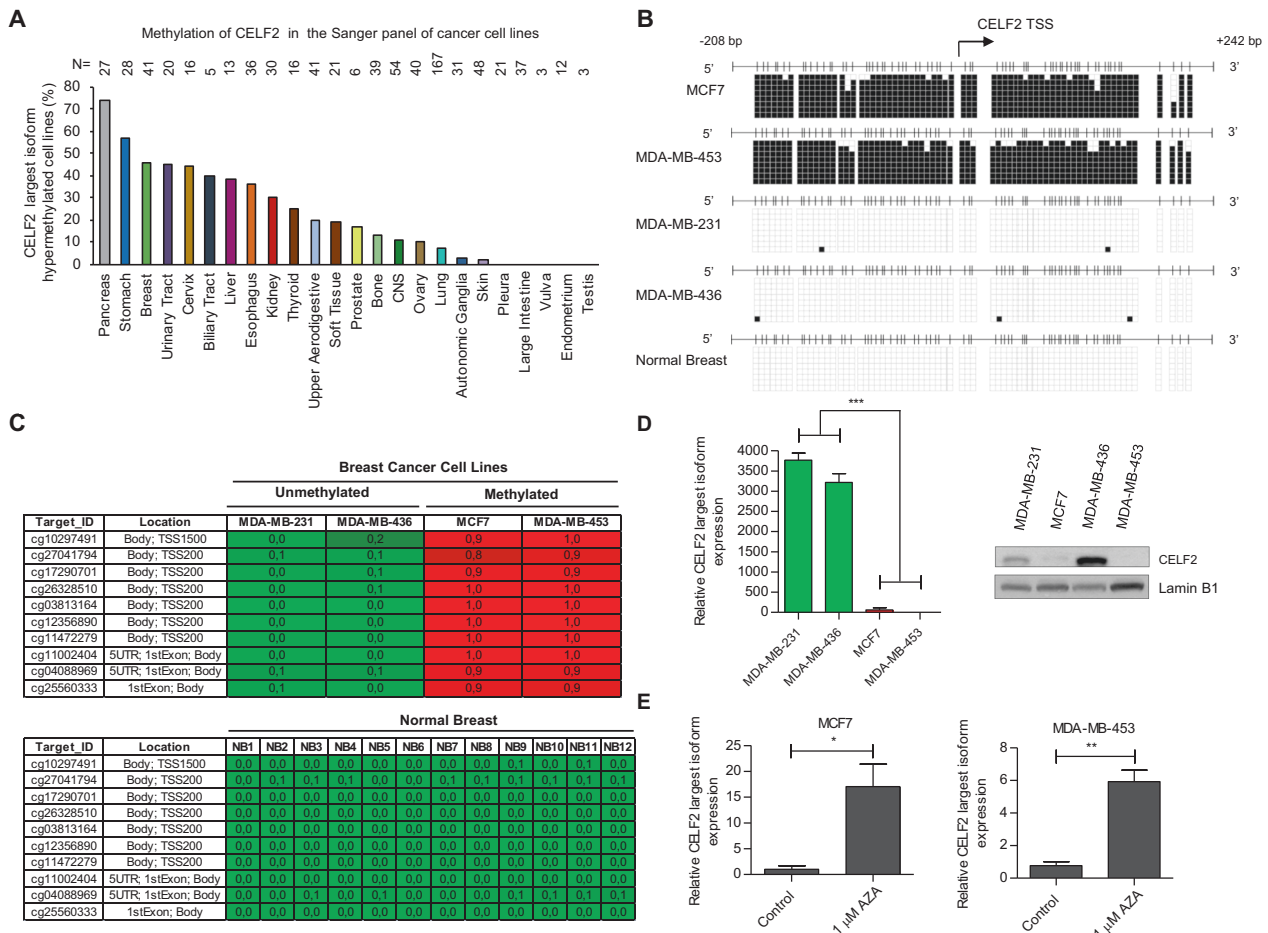 A
Methylation of CELF2 in the Sanger panel of cancer cell lines
N= 27 28 41 20 16 5 13 36 30 16 41 21 6 39 54 40 167 31 48 21 37 3 12 3
CELF2 largest isoform
hypermethylated cell lines (%)
80
70
60
50
40
30
20
10
0
Pancreas
Stomach
Breast
Urinary Tract
Cervix
Biliary Tract
Liver
Esophagus
Kidney
Thyroid
Upper Aerodigestive
Soft Tissue
Prostate
Bone
CNS
Ovary
Lung
Autonomic Ganglia
Skin
Pleura
Large Intestine
Vulva
Endometrium
Testis
B
CELF2 TSS
-208 bp +242 bp
5’ 3’
MCF7
5’ 3’
MDA-MB-453
5’ 3’
MDA-MB-231
5’ 3’
MDA-MB-436
5’ 3’
Normal Breast
C
Breast Cancer Cell Lines
Unmethylated Methylated
Target_ID Location MDA-MB-231 MDA-MB-436 MCF7 MDA-MB-453
cg10297491 Body; TSS1500 0,0 0,2 0,9 1,0
cg27041794 Body; TSS200 0,1 0,1 0,8 0,9
cg17290701 Body; TSS200 0,0 0,1 0,9 0,9
cg26328510 Body; TSS200 0,0 0,0 1,0 1,0
cg03813164 Body; TSS200 0,0 0,0 1,0 1,0
cg12356890 Body; TSS200 0,0 0,0 1,0 1,0
cg11472279 Body; TSS200 0,0 0,0 1,0 1,0
cg11002404 5UTR; 1stExon; Body 0,0 0,0 1,0 1,0
cg04088969 5UTR; 1stExon; Body 0,1 0,1 0,9 0,9
cg25560333 1stExon; Body 0,1 0,0 0,9 0,9
Normal Breast
Target_ID Location NB1 NB2 NB3 NB4 NB5 NB6 NB7 NB8 NB9 NB10 NB11 NB12
cg10297491 Body; TSS1500 0,0 0,0 0,0 0,0 0,0 0,0 0,0 0,0 0,1 0,0 0,1 0,0
cg27041794 Body; TSS200 0,0 0,1 0,1 0,1 0,0 0,0 0,1 0,1 0,1 0,1 0,1 0,1
cg17290701 Body; TSS200 0,0 0,0 0,0 0,0 0,0 0,0 0,0 0,0 0,0 0,0 0,0 0,0
cg26328510 Body; TSS200 0,0 0,0 0,0 0,0 0,0 0,0 0,0 0,0 0,0 0,0 0,0 0,0
cg03813164 Body; TSS200 0,0 0,0 0,0 0,0 0,0 0,0 0,0 0,0 0,0 0,0 0,0 0,0
cg12356890 Body; TSS200 0,0 0,0 0,0 0,0 0,0 0,0 0,0 0,0 0,0 0,0 0,0 0,0
cg11472279 Body; TSS200 0,0 0,0 0,0 0,0 0,0 0,0 0,0 0,0 0,0 0,0 0,0 0,0
cg11002404 5UTR; 1stExon; Body 0,0 0,0 0,0 0,0 0,0 0,0 0,0 0,0 0,0 0,0 0,0 0,0
cg04088969 5UTR; 1stExon; Body 0,0 0,0 0,1 0,0 0,1 0,0 0,0 0,0 0,1 0,0 0,1 0,1
cg25560333 1stExon; Body 0,0 0,0 0,0 0,0 0,0 0,0 0,0 0,0 0,0 0,0 0,0 0,0
D
Relative CELF2 largest isoform
expression
4000
3500
3000
2500
2000
1500
1000
500
0
***
MDA-MB-231
MDA-MB-436
MCF7
MDA-MB-453
MDA-MB-231
MCF7
MDA-MB-436
MDA-MB-453
CELF2
Lamin B1
E
MCF7
Relative CELF2 largest isoform
expression
25
20
15
10
5
0
*
Control
1 µM AZA
MDA-MB-453
Relative CELF2 largest isoform
expression
8
6
4
2
0
**
Control
1 µM AZA